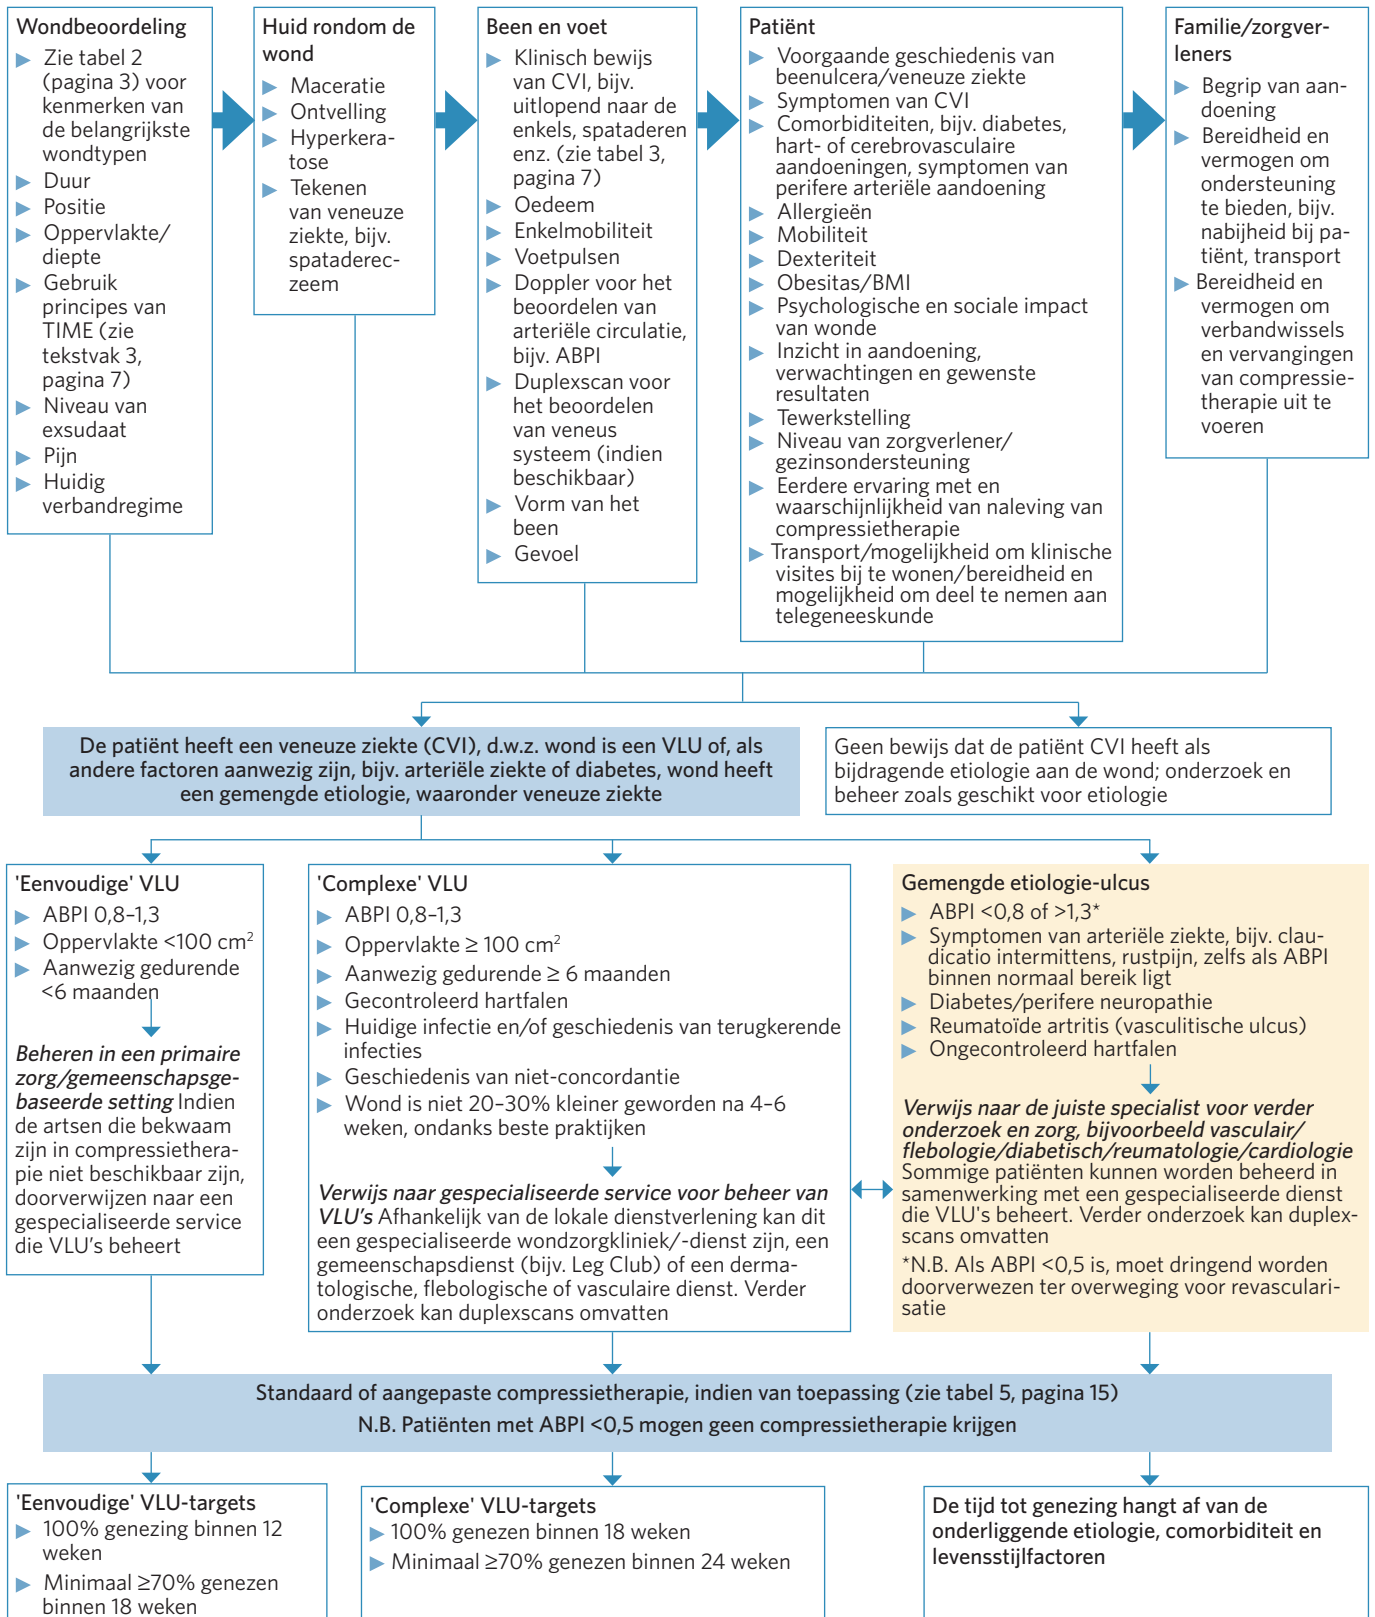 Wondbeoordeling
Zie tabel 2
(pagina 3) voor
kenmerken van
de belangrijkste
wondtypen
Duur
Positie
Oppervlakte/
diepte
Gebruik
principes van
TIME (zie
tekstvak 3,
pagina 7)
Niveau van
exsudaat
Pijn
Huidig
verbandregime
Huid rondom de
wond
Maceratie
Ontvelling
Hyperkera-
tose
Tekenen
van veneuze
ziekte, bijv.
spataderec-
zeem
Been en voet
Klinisch bewijs
van CVI, bijv.
uitlopend naar de
enkels, spataderen
enz. (zie tabel 3,
pagina 7)
Oedeem
Enkelmobiliteit
Voetpulsen
Doppler voor het
beoordelen van
arteriële circulatie,
bijv. ABPI
Duplexscan voor
het beoordelen
van veneus
systeem (indien
beschikbaar)
Vorm van het
been
Gevoel
Patiënt
Voorgaande geschiedenis van
beenulcera/veneuze ziekte
Symptomen van CVI
Comorbiditeiten, bijv. diabetes,
hart- of cerebrovasculaire
aandoeningen, symptomen van
perifere arteriële aandoening
Allergieën
Mobiliteit
Dexteriteit
Obesitas/BMI
Psychologische en sociale impact
van wonde
Inzicht in aandoening,
verwachtingen en gewenste
resultaten
Tewerkstelling
Niveau van zorgverlener/
gezinsondersteuning
Eerdere ervaring met en
waarschijnlijkheid van naleving van
compressietherapie
Transport/mogelijkheid om klinische
visites bij te wonen/bereidheid en
mogelijkheid om deel te nemen aan
telegeneeskunde
Familie/zorgver-
leners
Begrip van aan-
doening
Bereidheid en
vermogen om
ondersteuning
te bieden, bijv.
nabijheid bij pa-
tiënt, transport
Bereidheid en
vermogen om
verbandwissels
en vervangingen
van compressie-
therapie uit te
voeren
De patiënt heeft een veneuze ziekte (CVI), d.w.z. wond is een VLU of, als
andere factoren aanwezig zijn, bijv. arteriële ziekte of diabetes, wond heeft
een gemengde etiologie, waaronder veneuze ziekte
Geen bewijs dat de patiënt CVI heeft als
bijdragende etiologie aan de wond; onderzoek en
beheer zoals geschikt voor etiologie
'Eenvoudige' VLU
ABPI 0,8–1,3
Oppervlakte <100 cm²
Aanwezig gedurende
<6 maanden
Beheren in een primaire
zorg/gemeenschapsge-
baseerde setting Indien
de artsen die bekwaam
zijn in compressiethera-
pie niet beschikbaar zijn,
doorverwijzen naar een
gespecialiseerde service
die VLU's beheert
'Complexe' VLU
ABPI 0,8–1,3
Oppervlakte ≥ 100 cm²
Aanwezig gedurende ≥ 6 maanden
Gecontroleerd hartfalen
Huidige infectie en/of geschiedenis van terugkerende
infecties
Geschiedenis van niet-concordantie
Wond is niet 20–30% kleiner geworden na 4–6
weken, ondanks beste praktijken
Verwijs naar gespecialiseerde service voor beheer van
VLU's Afhankelijk van de lokale dienstverlening kan dit
een gespecialiseerde wondzorgkliniek/-dienst zijn, een
gemeenschapsdienst (bijv. Leg Club) of een derma-
tologische, flebologische of vasculaire dienst. Verder
onderzoek kan duplexscans omvatten
Gemengde etiologie-ulcus
ABPI <0,8 of >1,3*
Symptomen van arteriële ziekte, bijv. clau-
dicatio intermittens, rustpijn, zelfs als ABPI
binnen normaal bereik ligt
Diabetes/perifere neuropathie
Reumatoïde artritis (vasculitische ulcus)
Ongecontroleerd hartfalen
Verwijs naar de juiste specialist voor verder
onderzoek en zorg, bijvoorbeeld vasculair/
flebologie/diabetisch/reumatologie/cardiologie
Sommige patiënten kunnen worden beheerd in
samenwerking met een gespecialiseerde dienst
die VLU's beheert. Verder onderzoek kan duplex-
scans omvatten
*N.B. Als ABPI <0,5 is, moet dringend worden
doorverwezen ter overweging voor revasculari-
satie
Standaard of aangepaste compressietherapie, indien van toepassing (zie tabel 5, pagina 15)
N.B. Patiënten met ABPI <0,5 mogen geen compressietherapie krijgen
'Eenvoudige' VLU-targets
100% genezing binnen 12
weken
Minimaal ≥70% genezen
binnen 18 weken
'Complexe' VLU-targets
100% genezen binnen 18 weken
Minimaal ≥70% genezen binnen 24 weken
De tijd tot genezing hangt af van de
onderliggende etiologie, comorbiditeit en
levensstijlfactoren